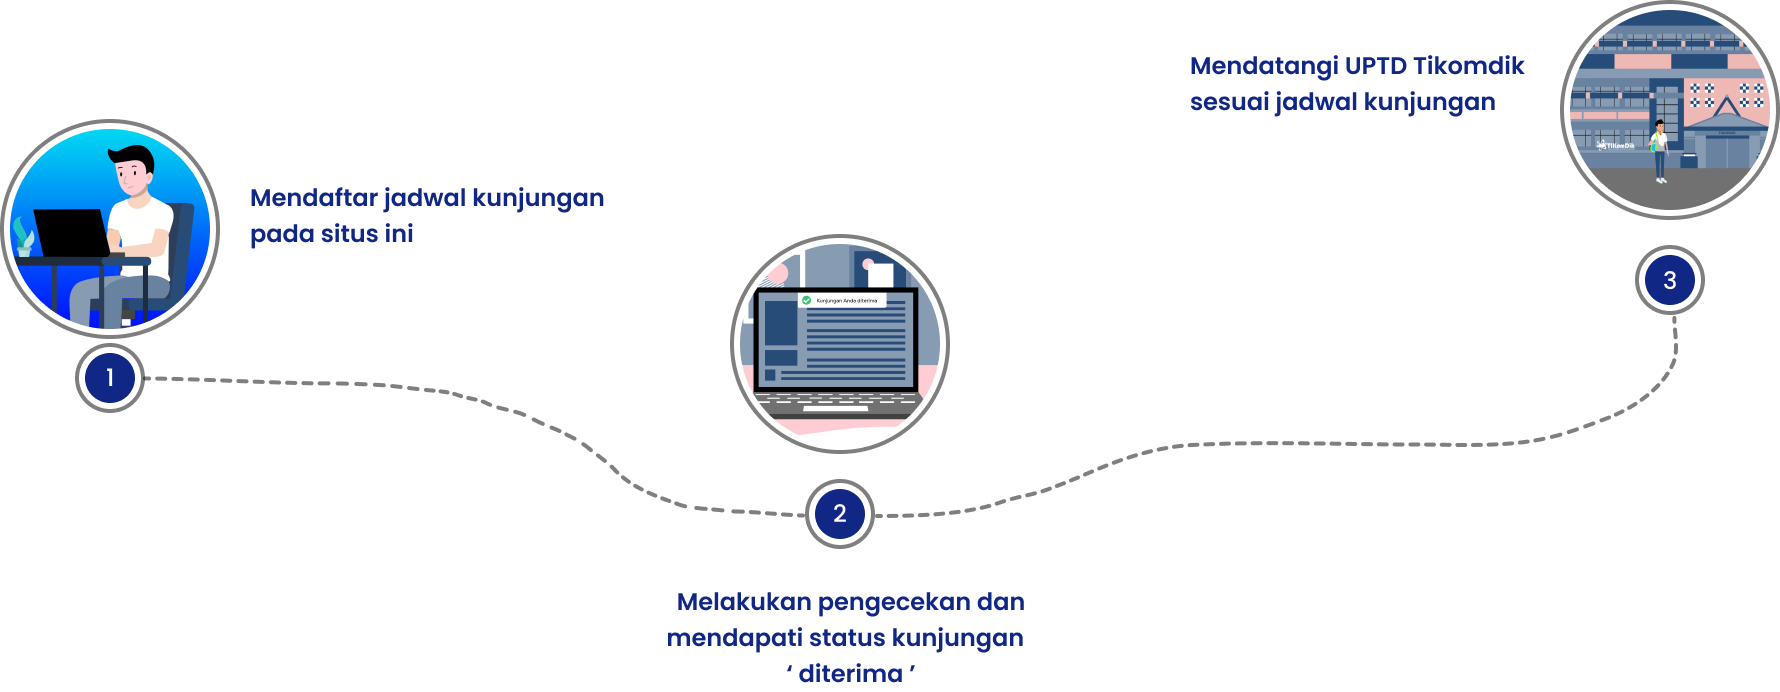 Mendaftar jadwal kunjungan
pada situs ini
1
Kunjungan Anda diterima
2
Melakukan pengecekan dan
mendapati status kunjungan
‘ diterima ’
Mendatangi UPTD Tikomdik
sesuai jadwal kunjungan
TIKomDik
3